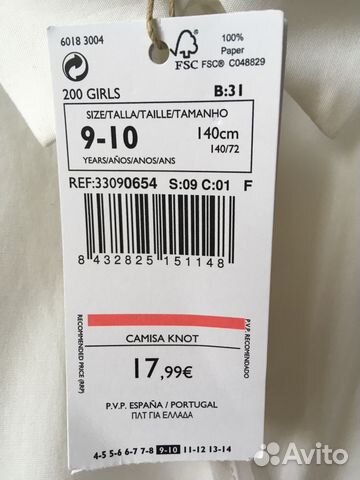 6018 3004
FSC
100%
Paper
FSC® C048829
200 GIRLS B:31
SIZE/TALLA/TAILLE/TAMANHO
9-10 140cm
140/72
YEARS/AÑOS/ANOS/ANS
REF:33090654 S:09 C:01 F
8 432825 151148
RECOMMENDED PRICE (RRP)
P.V.P. RECOMENDADO
CAMISA KNOT
17,99€
P.V.P. ESPAÑA / PORTUGAL
ΠΛΤ ΓΙΑ ΕΛΛΑΔΑ
4-5 5-6 6-7 7-8 9-10 11-12 13-14
Avito